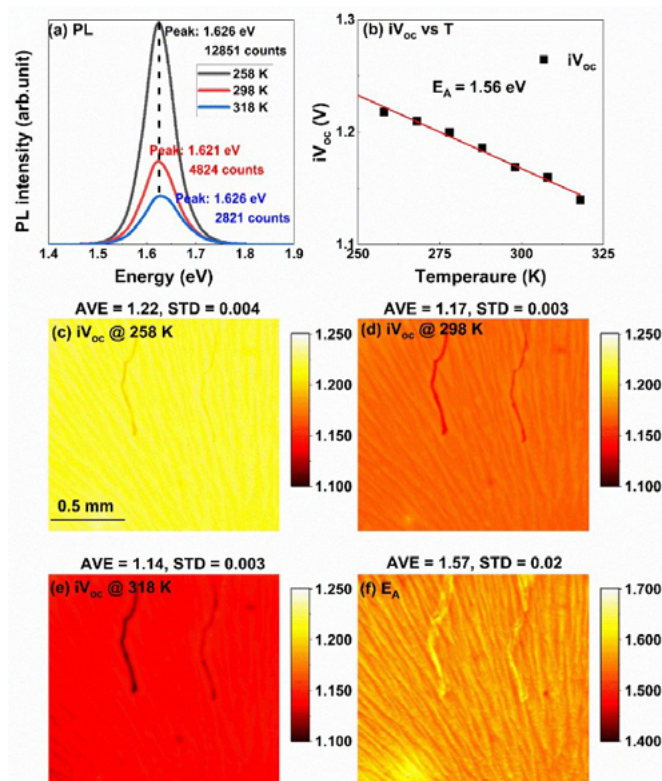 (a) PL
Peak: 1.626 eV
12851 counts
258 K
298 K
318 K
Peak: 1.621 eV
4824 counts
Peak: 1.626 eV
2821 counts
PL intensity (arb.unit)
1.4 1.5 1.6 1.7 1.8 1.9
Energy (eV)
(b) iVoc vs T
iVoc
EA = 1.56 eV
iVoc (V)
1.3
1.2
1.1
250 275 300 325
Temperaure (K)
AVE = 1.22, STD = 0.004
(c) iVoc @ 258 K
0.5 mm
1.250
1.200
1.150
1.100
AVE = 1.17, STD = 0.003
(d) iVoc @ 298 K
1.250
1.200
1.150
1.100
AVE = 1.14, STD = 0.003
(e) iVoc @ 318 K
1.250
1.200
1.150
1.100
AVE = 1.57, STD = 0.02
(f) EA
1.700
1.600
1.500
1.400